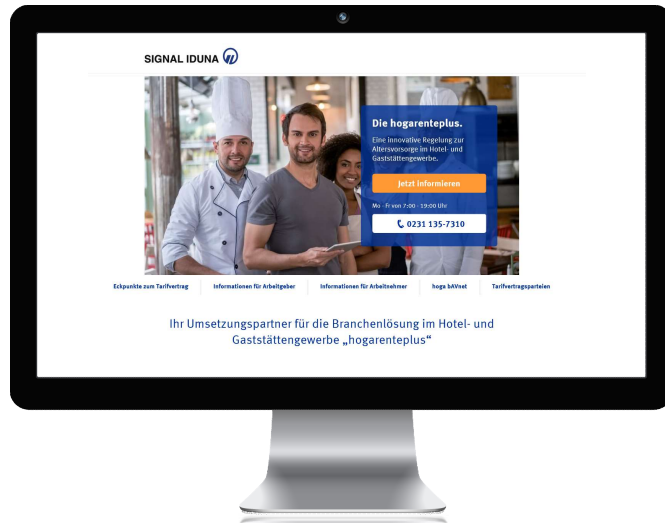 SIGNAL IDUNA
Die hogarenteplus.
Eine innovative Regelung zur
Altersvorsorge im Hotel- und
Gaststättengewerbe.
Jetzt informieren
Mo - Fr von 7:00 - 19:00 Uhr
0231 135-7310
Eckpunkte zum Tarifvertrag
Informationen für Arbeitgeber
Informationen für Arbeitnehmer
hoga bAVnet
Tarifvertragsparteien
Ihr Umsetzungspartner für die Branchenlösung im Hotel- und
Gaststättengewerbe „hogarenteplus“